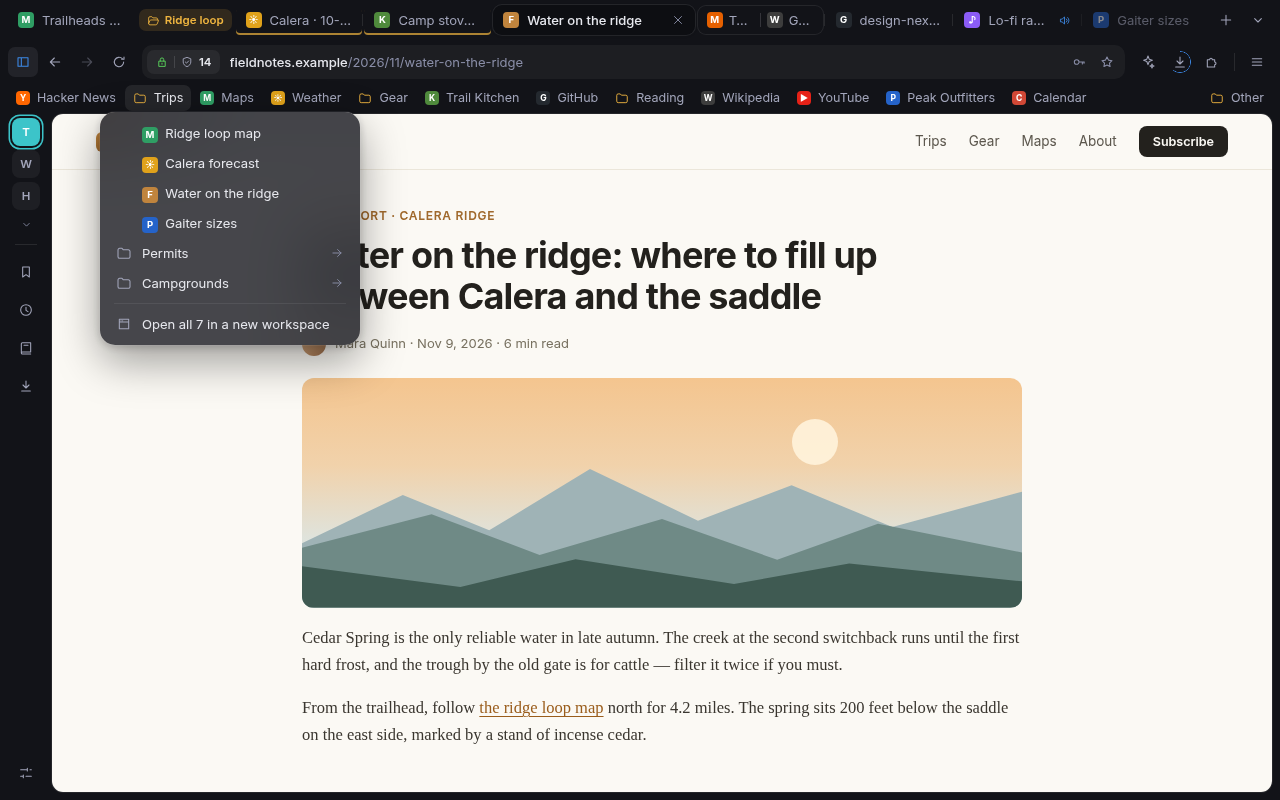 M Trailheads ...
Ridge loop
Calera · 10-...
K Camp stov...
F Water on the ridge
M T...
W G...
G design-nex...
Lo-fi ra...
P Gaiter sizes
14
fieldnotes.example/2026/11/water-on-the-ridge
Y Hacker News
Trips
M Maps
Weather
Gear
K Trail Kitchen
G GitHub
Reading
W Wikipedia
YouTube
P Peak Outfitters
C Calendar
Other
T
W
H
M Ridge loop map
Calera forecast
F Water on the ridge
P Gaiter sizes
Permits
Campgrounds
Open all 7 in a new workspace
Trips
Gear
Maps
About
Subscribe
· CALERA RIDGE
on the ridge: where to fill up
Calera and the saddle
Mara Quinn · Nov 9, 2026 · 6 min read
Cedar Spring is the only reliable water in late autumn. The creek at the second switchback runs until the first
hard frost, and the trough by the old gate is for cattle — filter it twice if you must.
From the trailhead, follow the ridge loop map north for 4.2 miles. The spring sits 200 feet below the saddle
on the east side, marked by a stand of incense cedar.